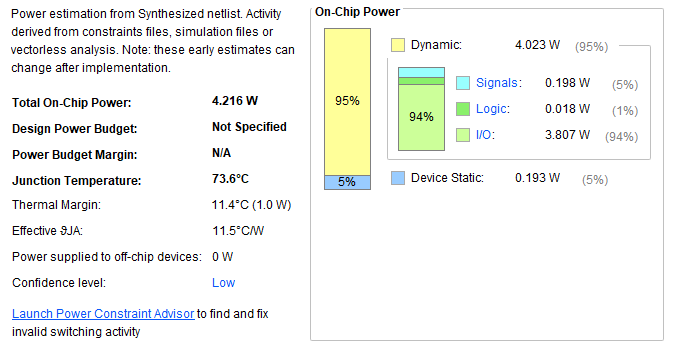 Power estimation from Synthesized netlist. Activity
derived from constraints files, simulation files or
vectorless analysis. Note: these early estimates can
change after implementation.
Total On-Chip Power: 4.216 W
Design Power Budget: Not Specified
Power Budget Margin: N/A
Junction Temperature: 73.6°C
Thermal Margin: 11.4°C (1.0 W)
Effective ϑJA: 11.5°C/W
Power supplied to off-chip devices: 0 W
Confidence level: Low
Launch Power Constraint Advisor to find and fix
invalid switching activity
On-Chip Power
95%
5%
Dynamic: 4.023 W (95%)
94%
Signals: 0.198 W (5%)
Logic: 0.018 W (1%)
I/O: 3.807 W (94%)
Device Static: 0.193 W (5%)